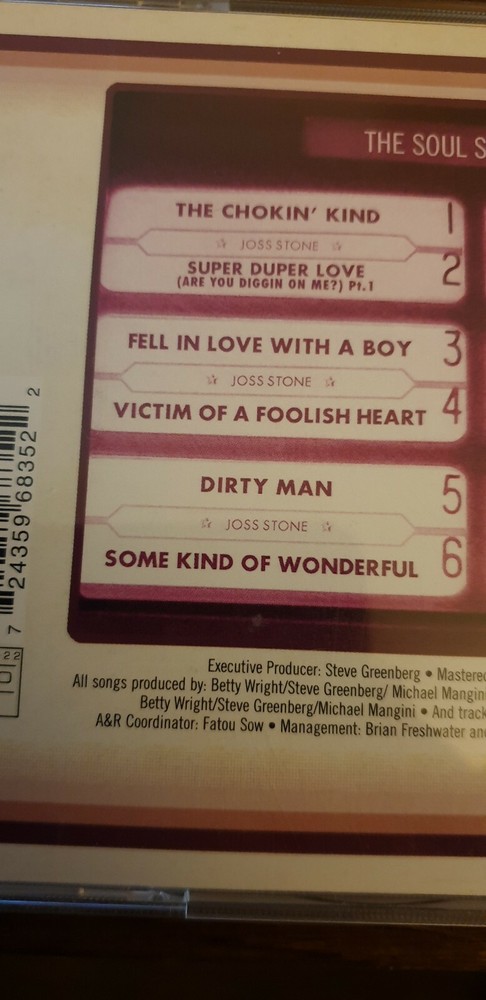 THE SOUL S
THE CHOKIN' KIND 1
☆ JOSS STONE ☆
SUPER DUPER LOVE 2
(ARE YOU DIGGIN ON ME?) Pt.1
FELL IN LOVE WITH A BOY 3
☆ JOSS STONE ☆
VICTIM OF A FOOLISH HEART 4
DIRTY MAN 5
☆ JOSS STONE ☆
SOME KIND OF WONDERFUL 6
Executive Producer: Steve Greenberg • Mastered
All songs produced by: Betty Wright/Steve Greenberg/ Michael Mangini
Betty Wright/Steve Greenberg/Michael Mangini • And track
A&R Coordinator: Fatou Sow • Management: Brian Freshwater and
7 24359 68352 2